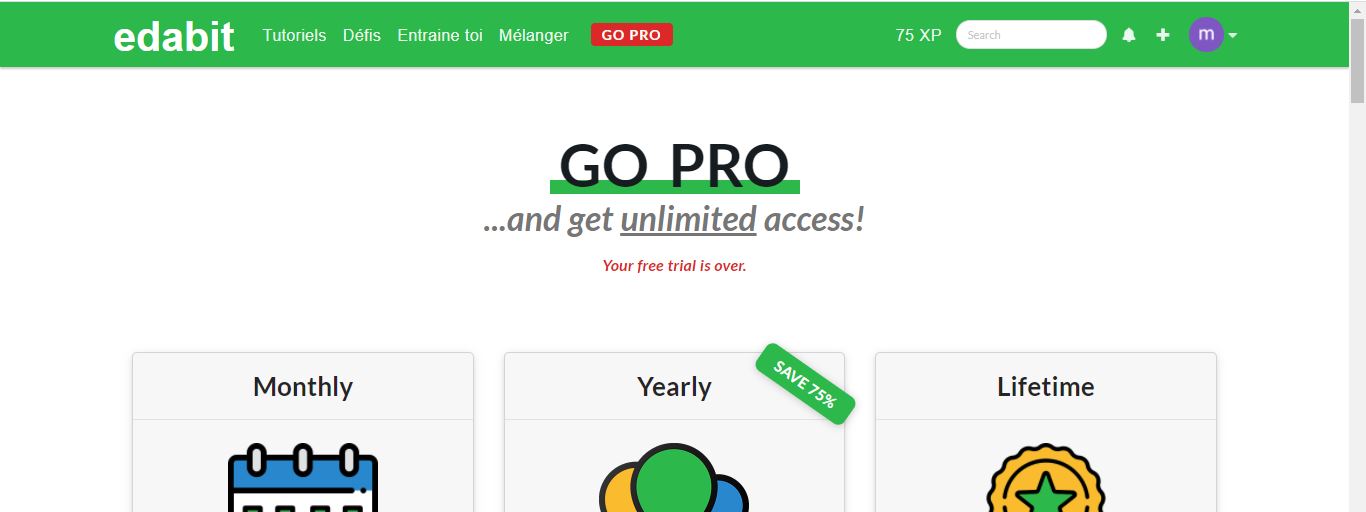 edabit Tutoriels Défis Entraine toi Mélanger GO PRO 75 XP Search m
GO PRO
...and get unlimited access!
Your free trial is over.
Monthly
Yearly
SAVE 75%
Lifetime